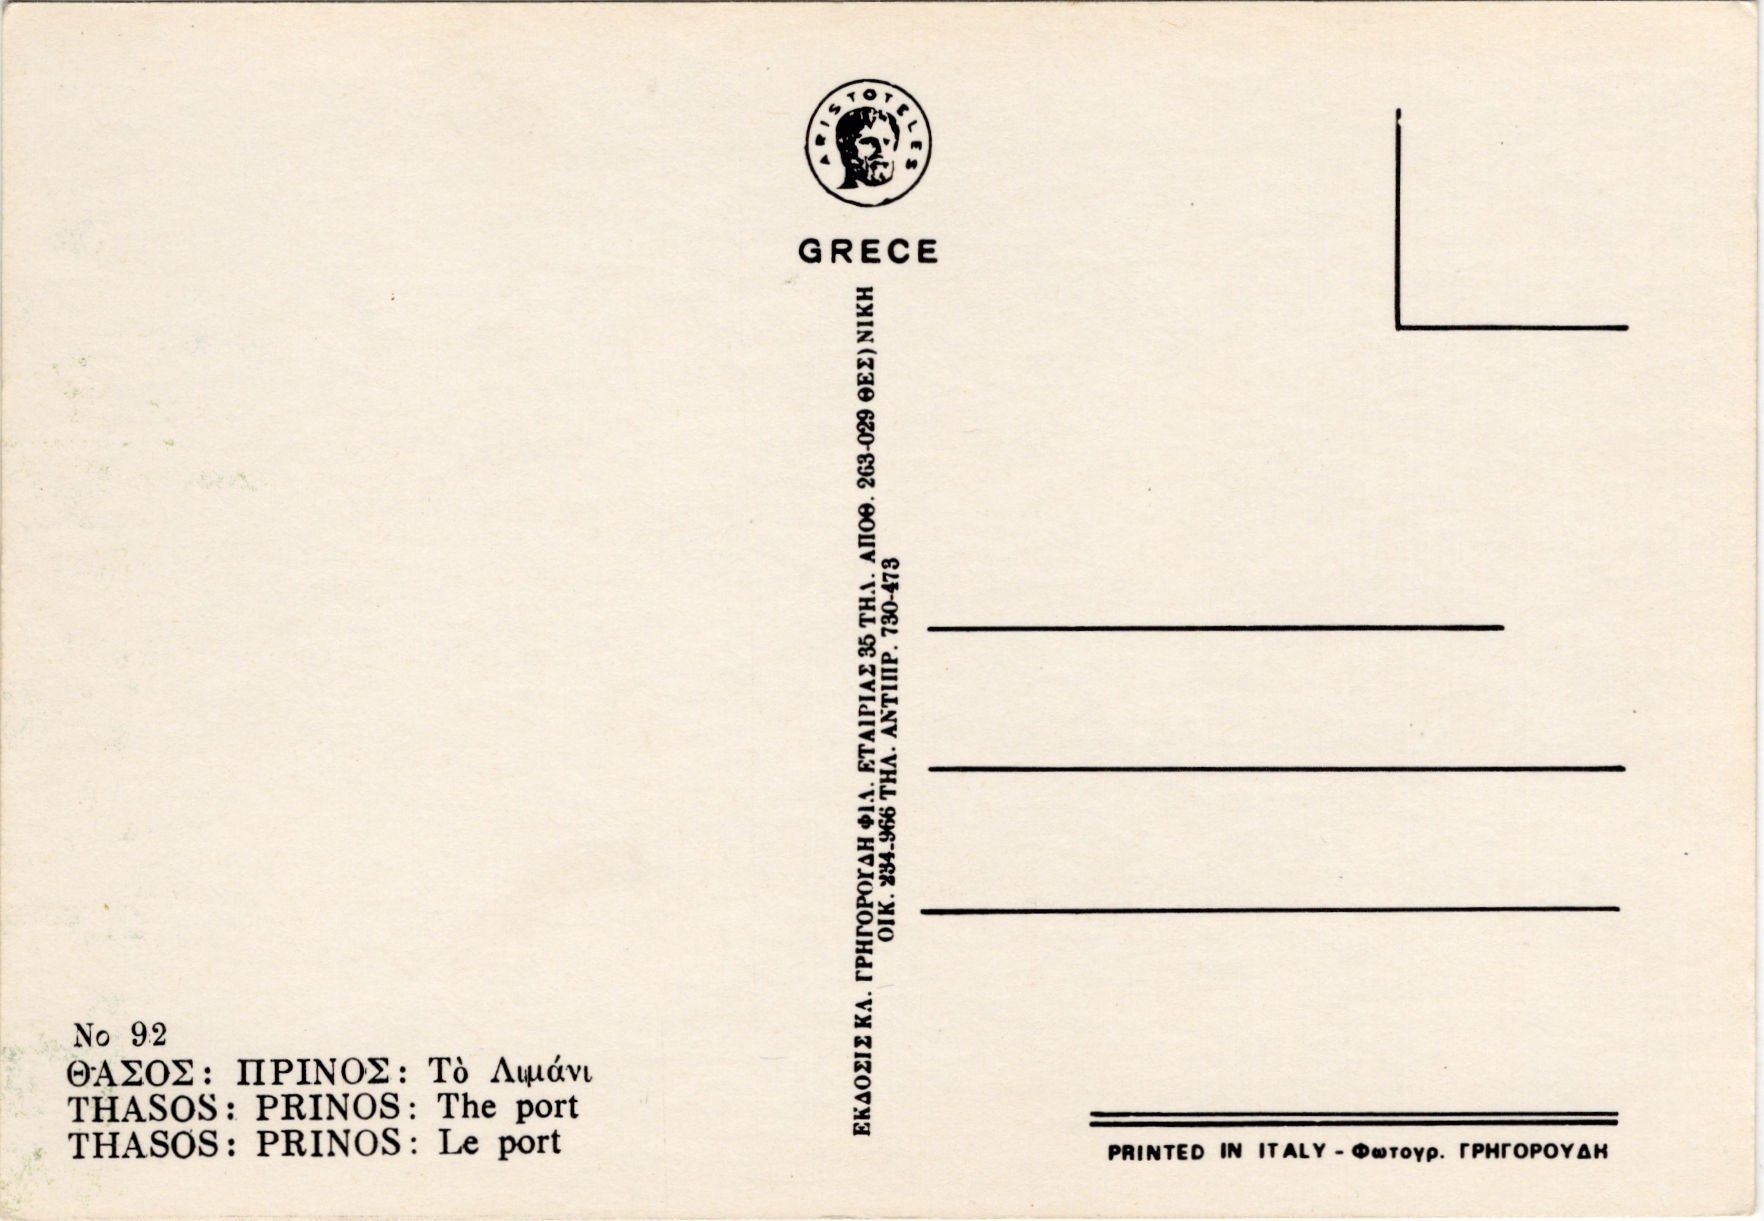 ARISTOTELES
GRECE
ΕΚΔΟΣΙΣ ΚΛ. ΓΡΗΓΟΡΟΥΔΗ ΦΙΛ. ΕΤΑΙΡΙΑΣ 35 ΤΗΛ. ΑΠΟΘ. 263-029 ΘΕΣ)ΝΙΚΗ
ΟΙΚ. 234-966 ΤΗΛ. ΑΝΤΙΠΡ. 730-473
No 92
ΘΑΣΟΣ: ΠΡΙΝΟΣ: Τὸ Λιμάνι
THASOS: PRINOS: The port
THASOS: PRINOS: Le port
PRINTED IN ITALY - Φωτογρ. ΓΡΗΓΟΡΟΥΔΗ